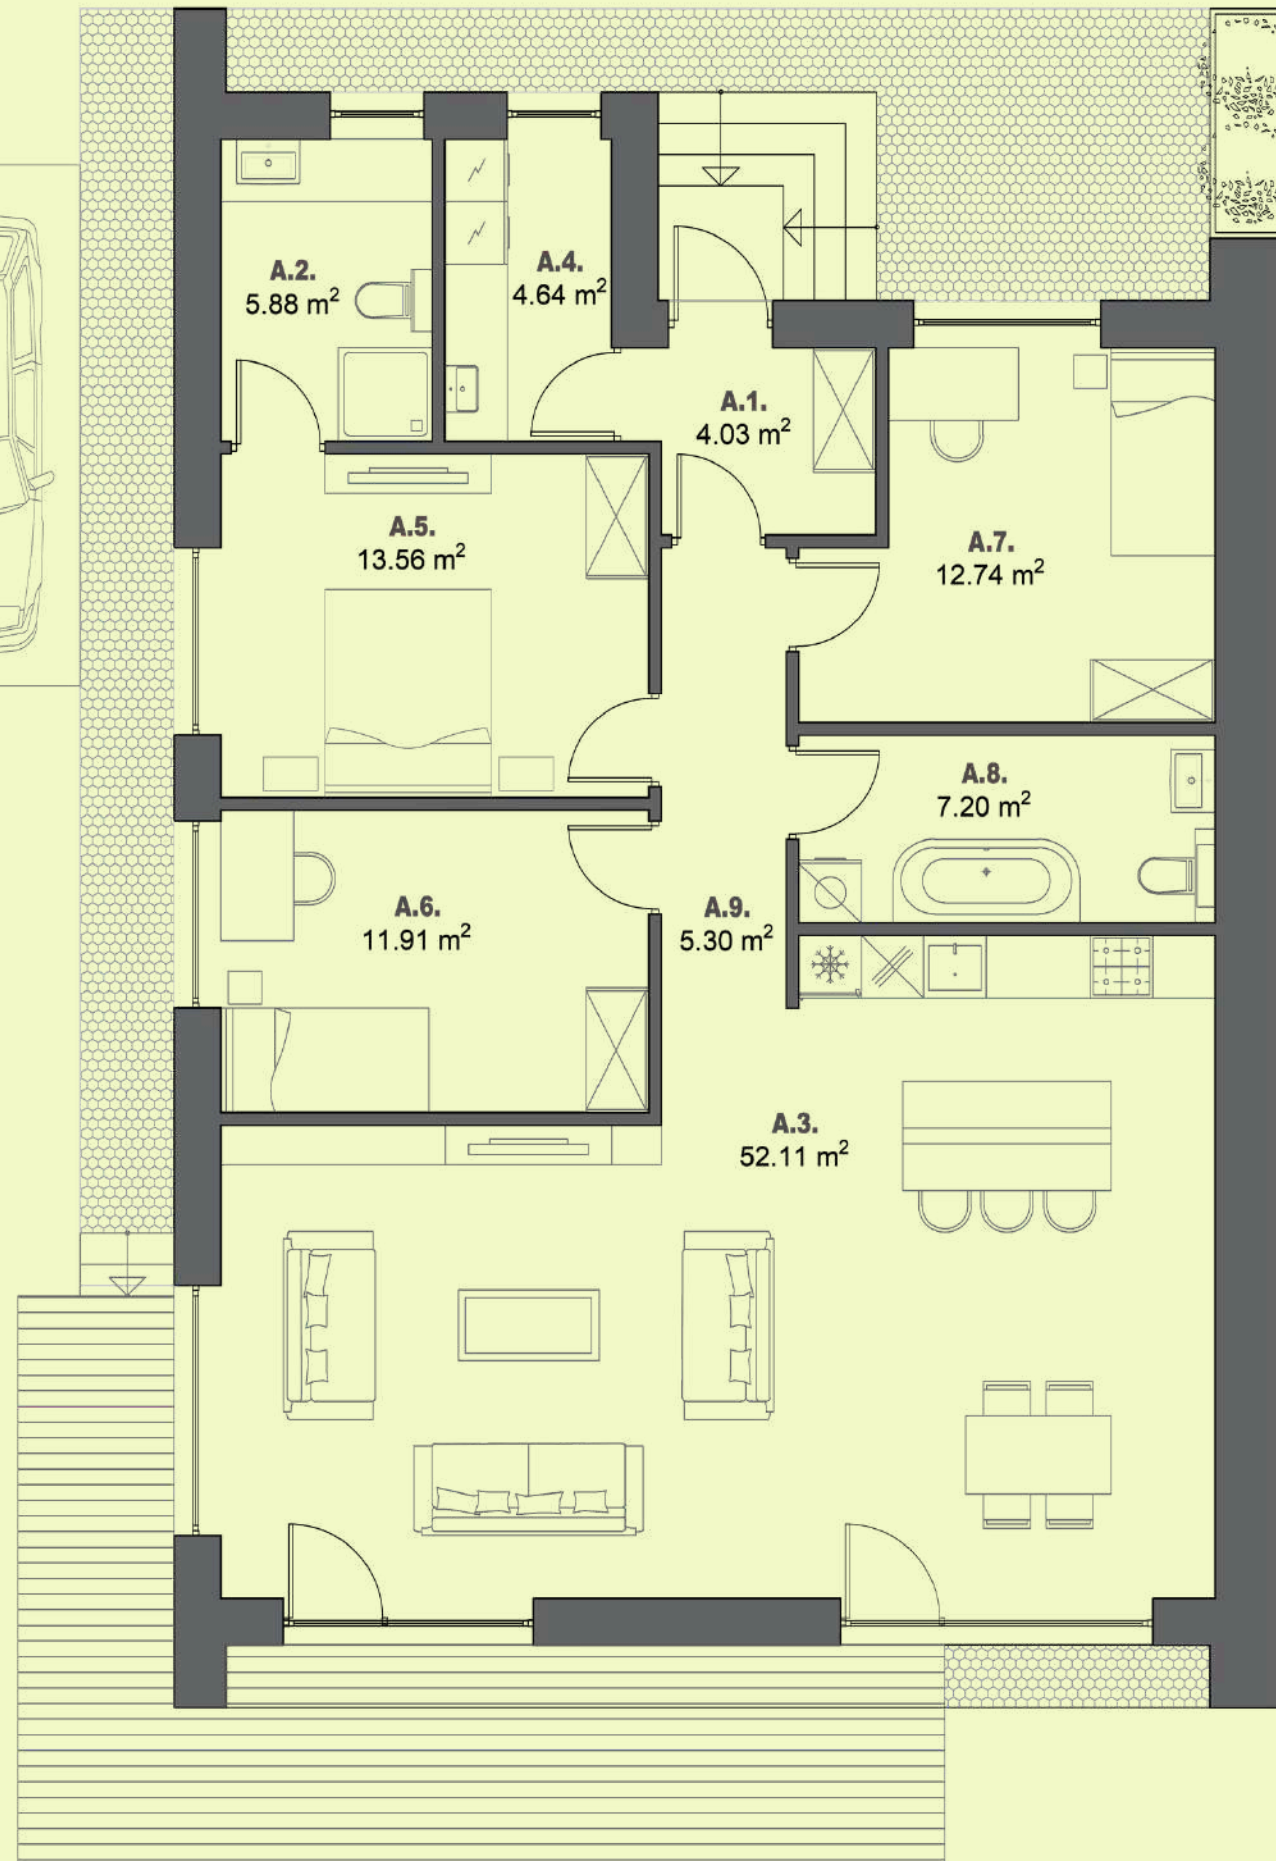 A.2.
5.88 m²
A.4.
4.64 m²
A.1.
4.03 m²
A.5.
13.56 m²
A.7.
12.74 m²
A.8.
7.20 m²
A.6.
11.91 m²
A.9.
5.30 m²
A.3.
52.11 m²